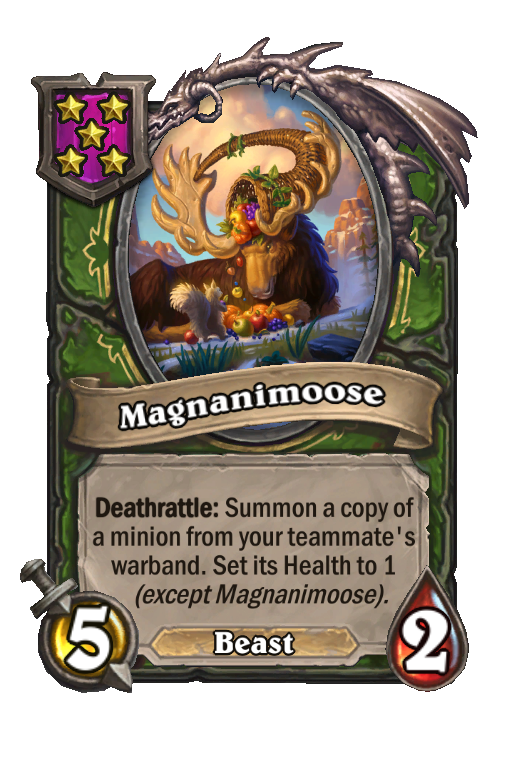 Magnanimoose
Deathrattle: Summon a copy of
a minion from your teammate's
warband. Set its Health to 1
(except Magnanimoose).
5
Beast
2